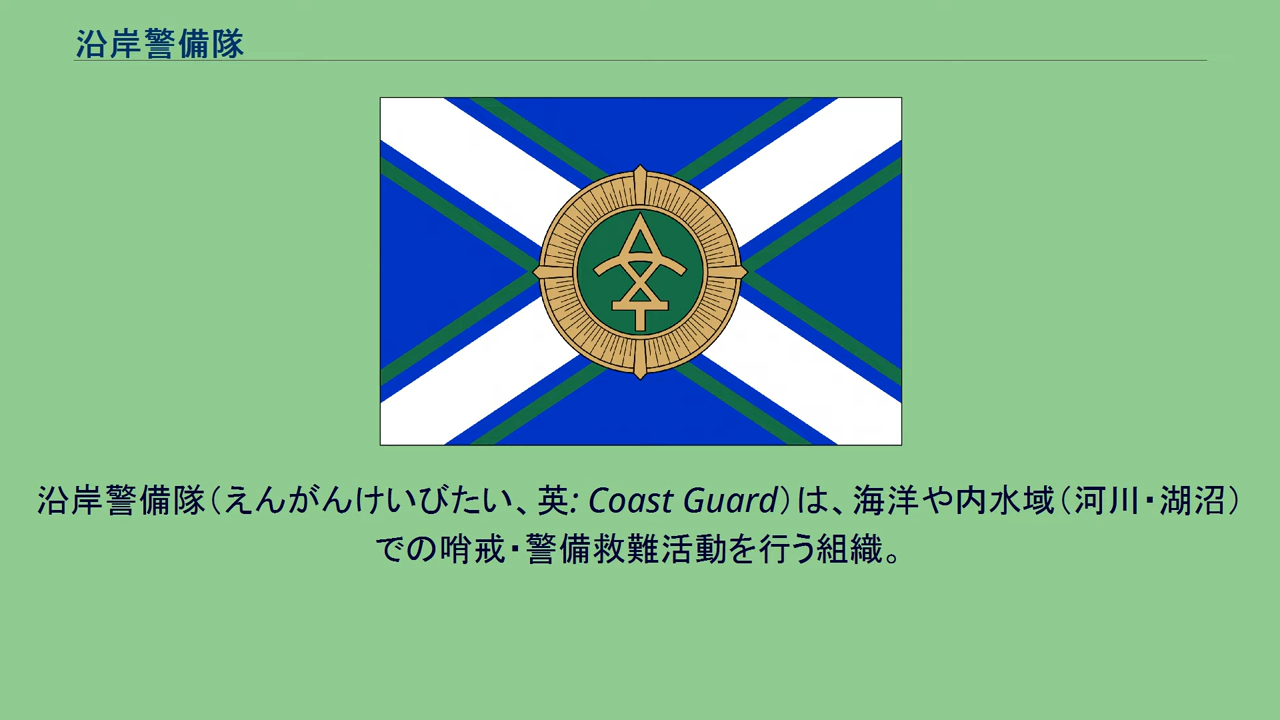 沿岸警備隊
沿岸警備隊（えんがんけいびたい、英: Coast Guard）は、海洋や内水域（河川・湖沼）
での哨戒・警備救難活動を行う組織。